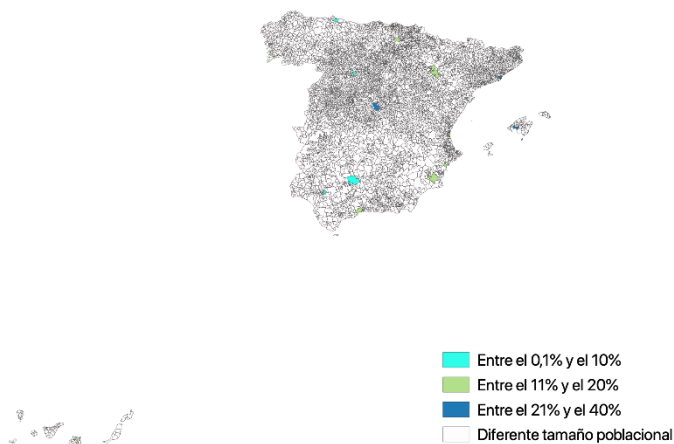 Entre el 0,1% y el 10%
Entre el 11% y el 20%
Entre el 21% y el 40%
Diferente tamaño poblacional